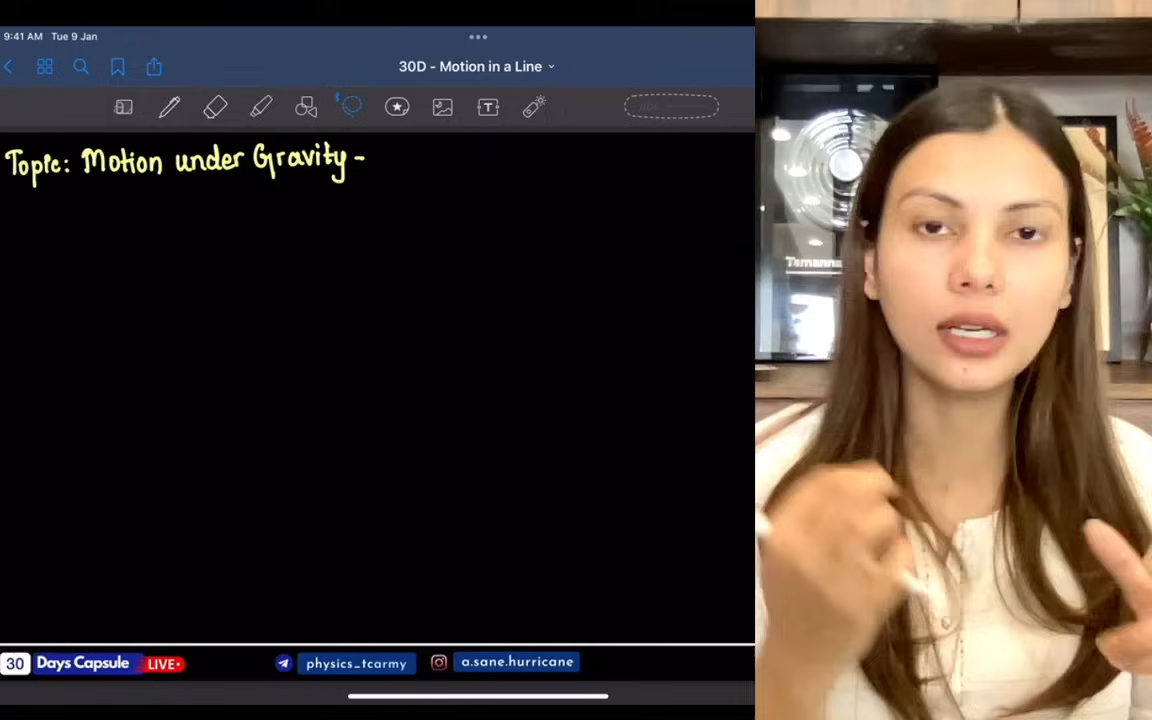 9:41 AM Tue 9 Jan
30D - Motion in a Line
T
Topic: Motion under Gravity -
Tamanna
30 Days Capsule LIVE
physics_tcarmy
a.sane.hurricane